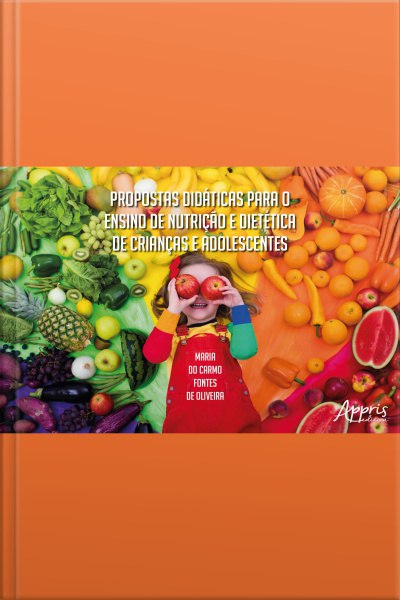 PROPOSTAS DIDÁTICAS PARA O
ENSINO DE NUTRIÇÃO E DIETÉTICA
DE CRIANÇAS E ADOLESCENTES
MARIA
DO CARMO
FONTES
DE OLIVEIRA
Appris
editora